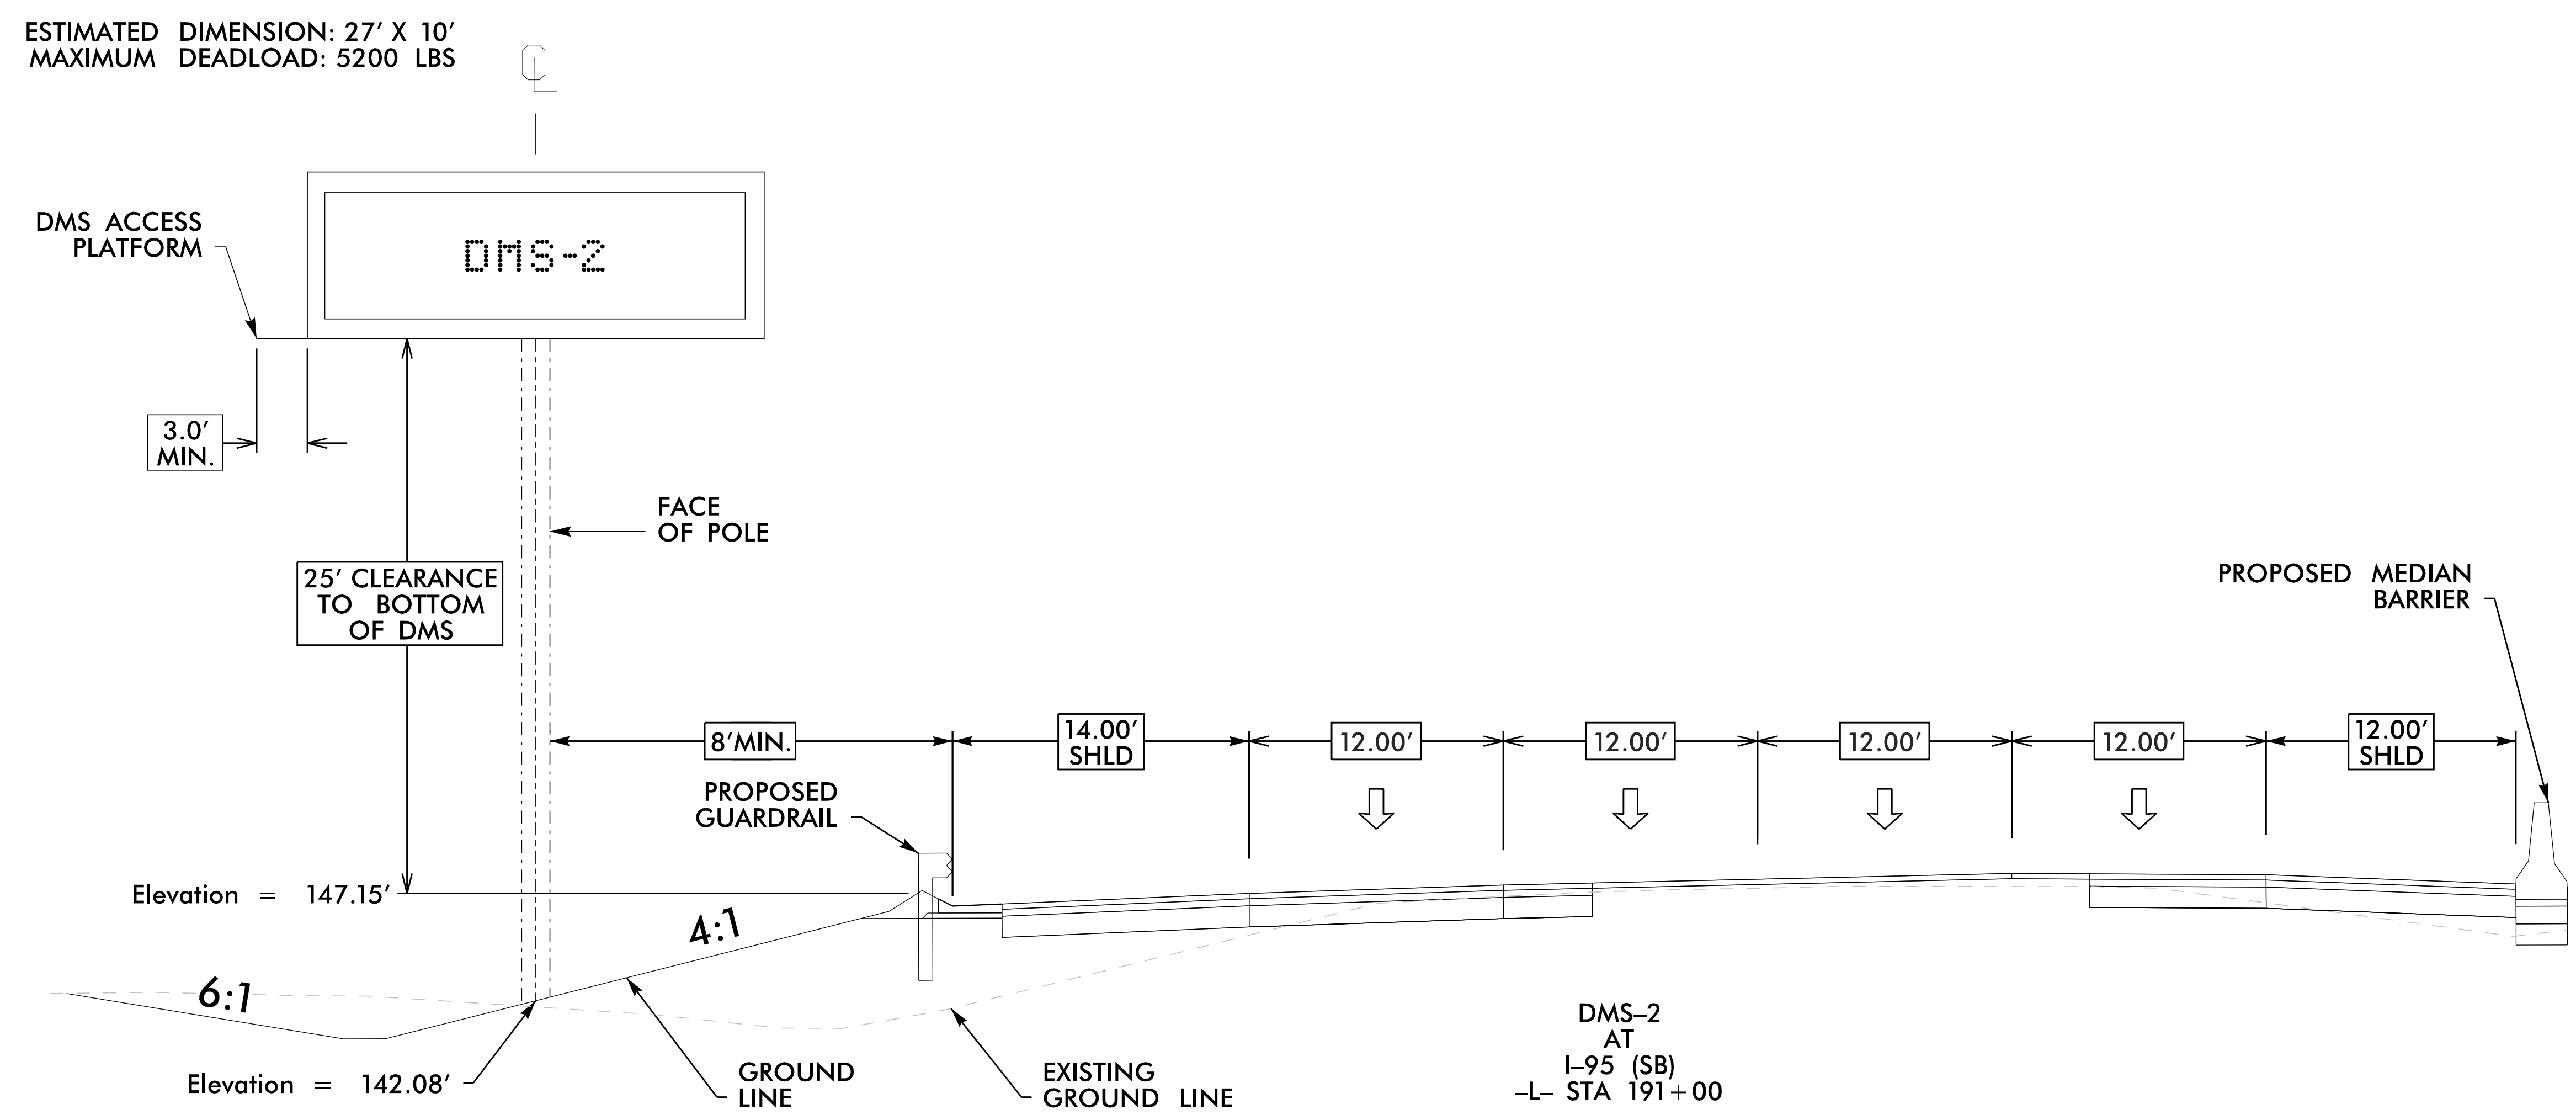 ESTIMATED DIMENSION: 27' X 10'
MAXIMUM DEADLOAD: 5200 LBS
CL
DMS ACCESS
PLATFORM
DMS-2
3.0'
MIN.
FACE
OF POLE
25' CLEARANCE
TO BOTTOM
OF DMS
PROPOSED MEDIAN
BARRIER
8'MIN.
14.00'
SHLD
12.00'
12.00'
12.00'
12.00'
12.00'
SHLD
PROPOSED
GUARDRAIL
Elevation = 147.15'
4:1
6:1
Elevation = 142.08'
GROUND
LINE
EXISTING
GROUND LINE
DMS–2
AT
I–95 (SB)
–L– STA 191+00